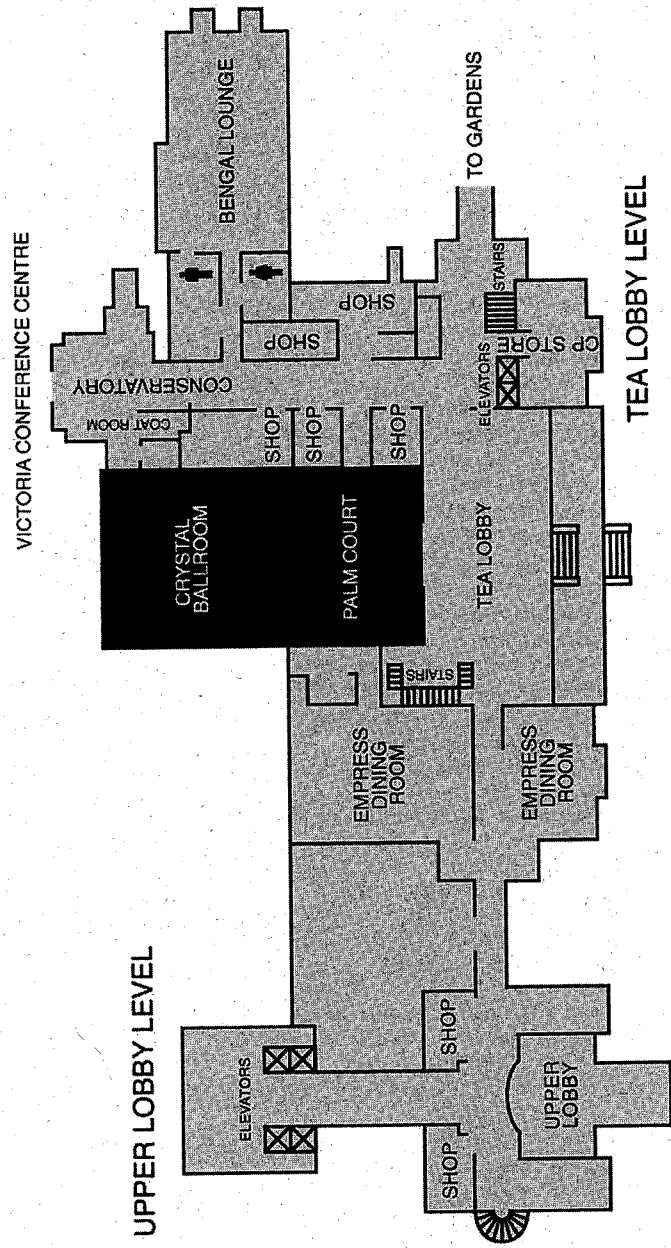 VICTORIA CONFERENCE CENTRE
UPPER LOBBY LEVEL
COAT ROOM
CONSERVATORY
CRYSTAL
BALLROOM
BENGAL LOUNGE
ELEVATORS
SHOP
SHOP
SHOP
PALM COURT
SHOP
SHOP
EMPRESS
DINING
ROOM
STAIRS
SHOP
SHOP
ELEVATORS
TO GARDENS
TEA LOBBY
STAIRS
CP STORE
UPPER
LOBBY
EMPRESS
DINING
ROOM
TEA LOBBY LEVEL